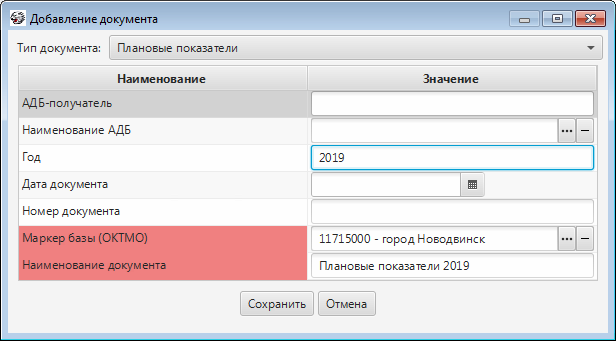 Добавление документа
Тип документа: Плановые показатели
Наименование Значение
АДБ-получатель
Наименование АДБ
Год 2019
Дата документа
Номер документа
Маркер базы (ОКТМО) 11715000 - город Новодвинск
Наименование документа Плановые показатели 2019
Сохранить Отмена